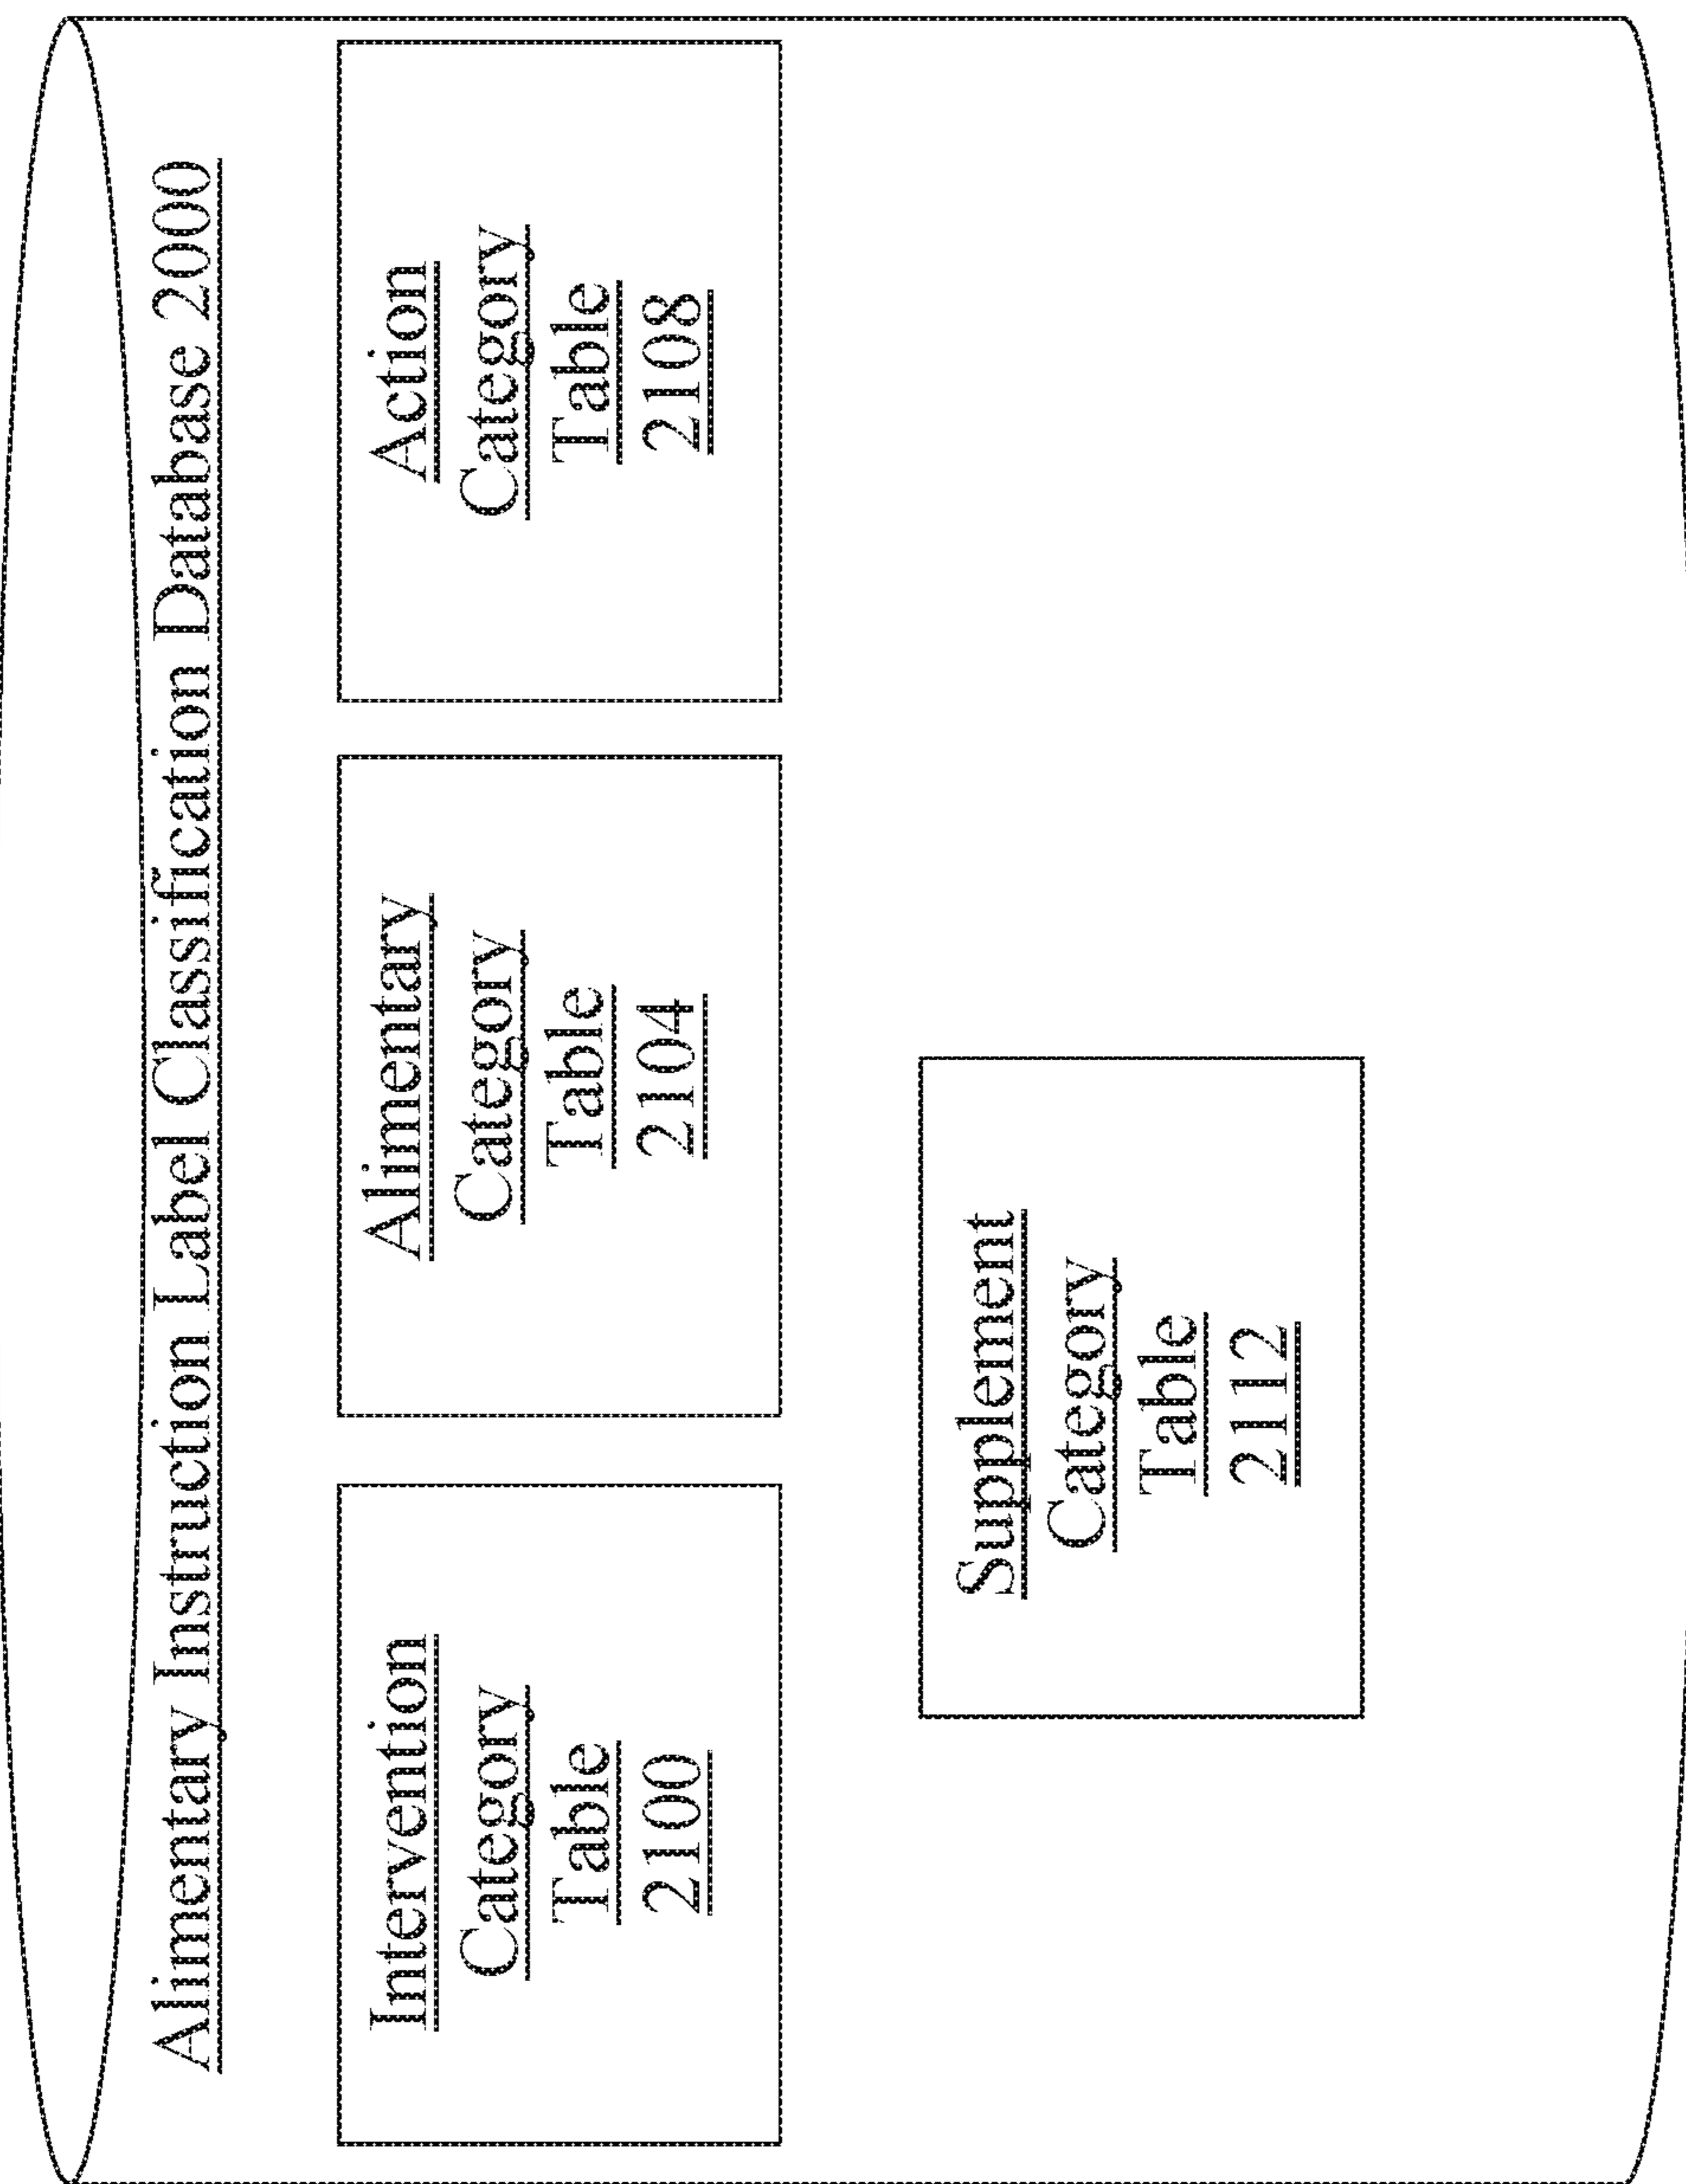 Alimentary Instruction Label Classification Database 2000
Intervention
Category
Table
2100
Alimentary
Category
Table
2104
Action
Category
Table
2108
Supplement
Category
Table
2112